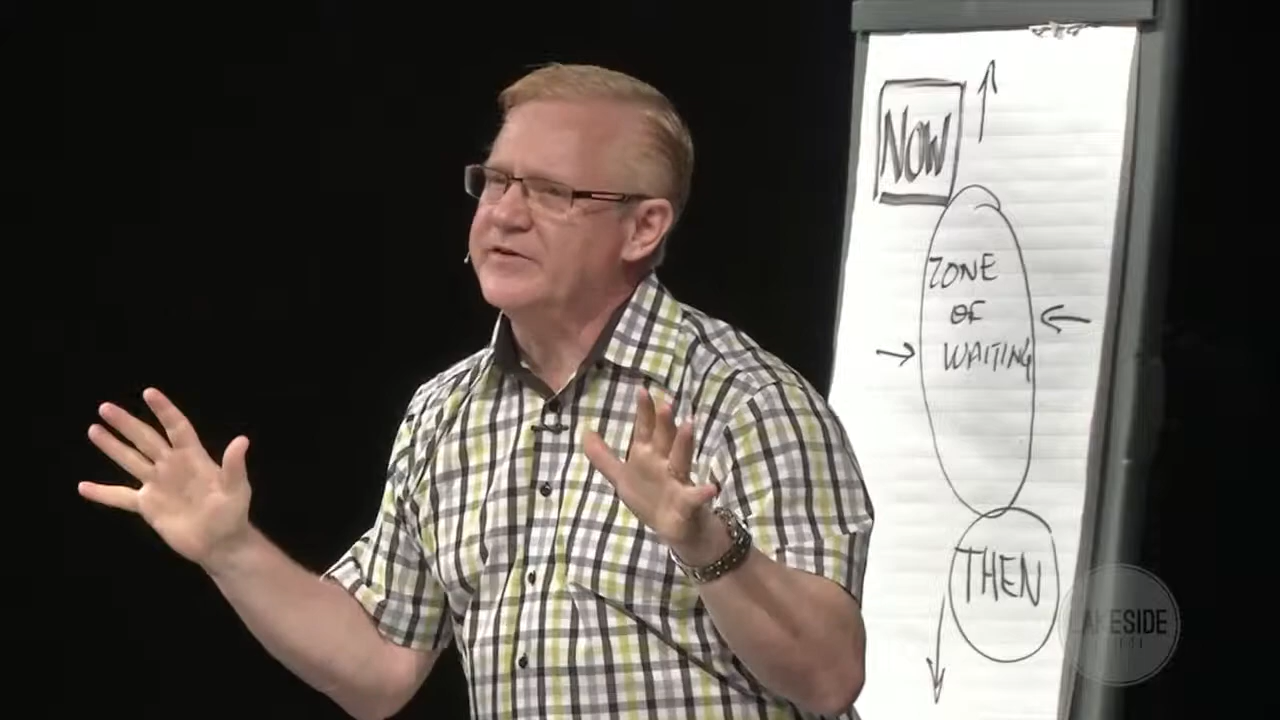 NOW
ZONE
OF
WAITING
THEN
LAKESIDE